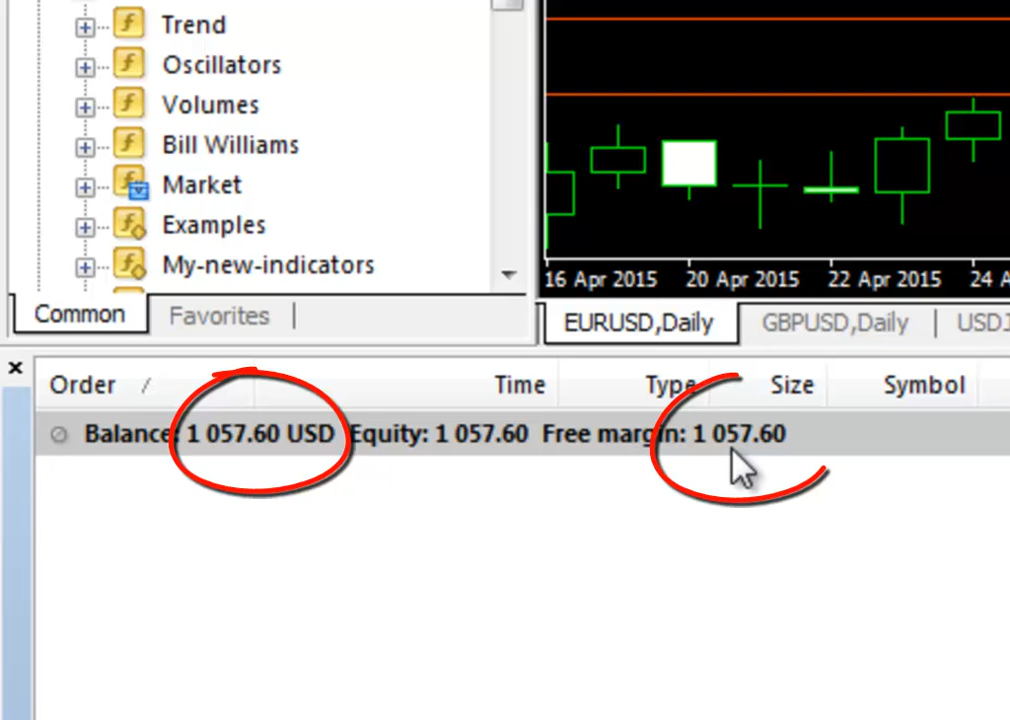 Trend
Oscillators
Volumes
Bill Williams
Market
Examples
My-new-indicators
Common Favorites
16 Apr 2015 20 Apr 2015 22 Apr 2015 24 A
EURUSD,Daily GBPUSD,Daily USD
Order / Time Type Size Symbol
Balance: 1 057.60 USD Equity: 1 057.60 Free margin: 1 057.60